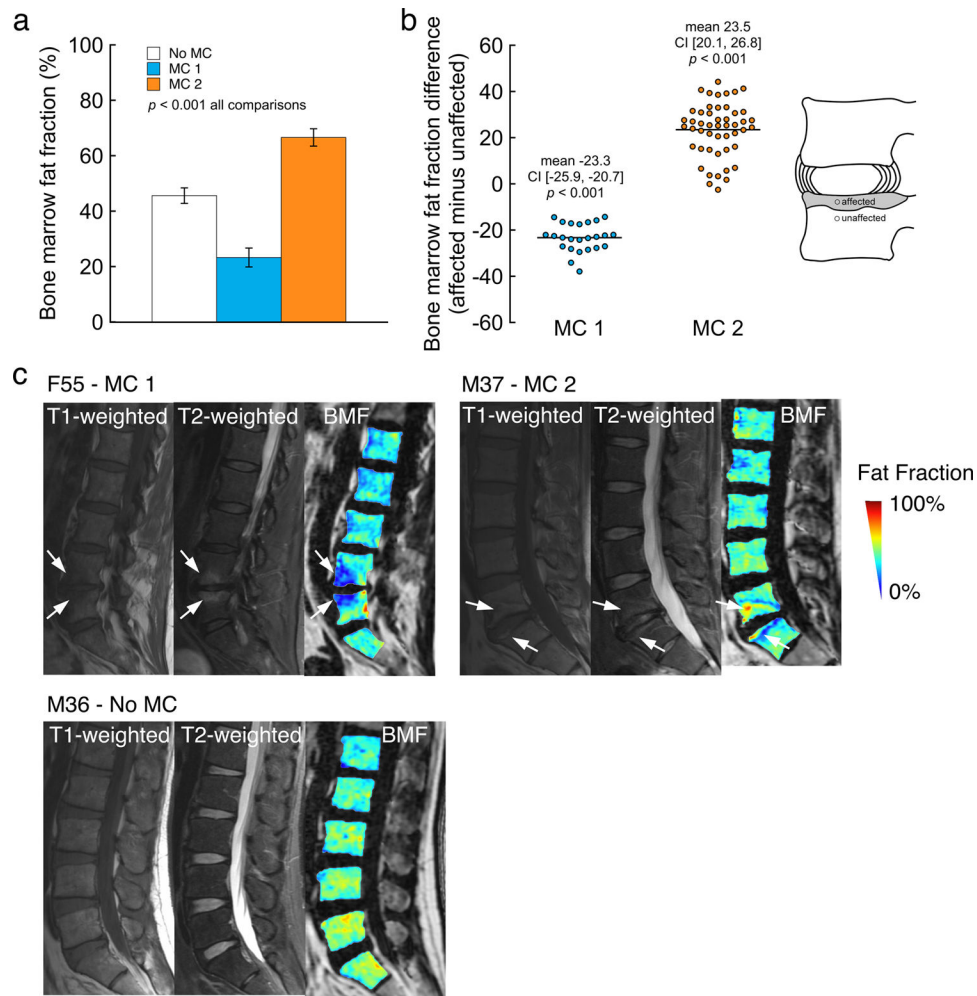 a
Bone marrow fat fraction (%)
100
80
60
40
20
0
No MC
MC 1
MC 2
p < 0.001 all comparisons
b
Bone marrow fat fraction difference
(affected minus unaffected)
60
40
20
0
-20
-40
-60
mean -23.3
CI [-25.9, -20.7]
p < 0.001
mean 23.5
CI [20.1, 26.8]
p < 0.001
MC 1
MC 2
affected
unaffected
c
F55 - MC 1
T1-weighted
T2-weighted
BMF
M37 - MC 2
T1-weighted
T2-weighted
BMF
Fat Fraction
100%
0%
M36 - No MC
T1-weighted
T2-weighted
BMF